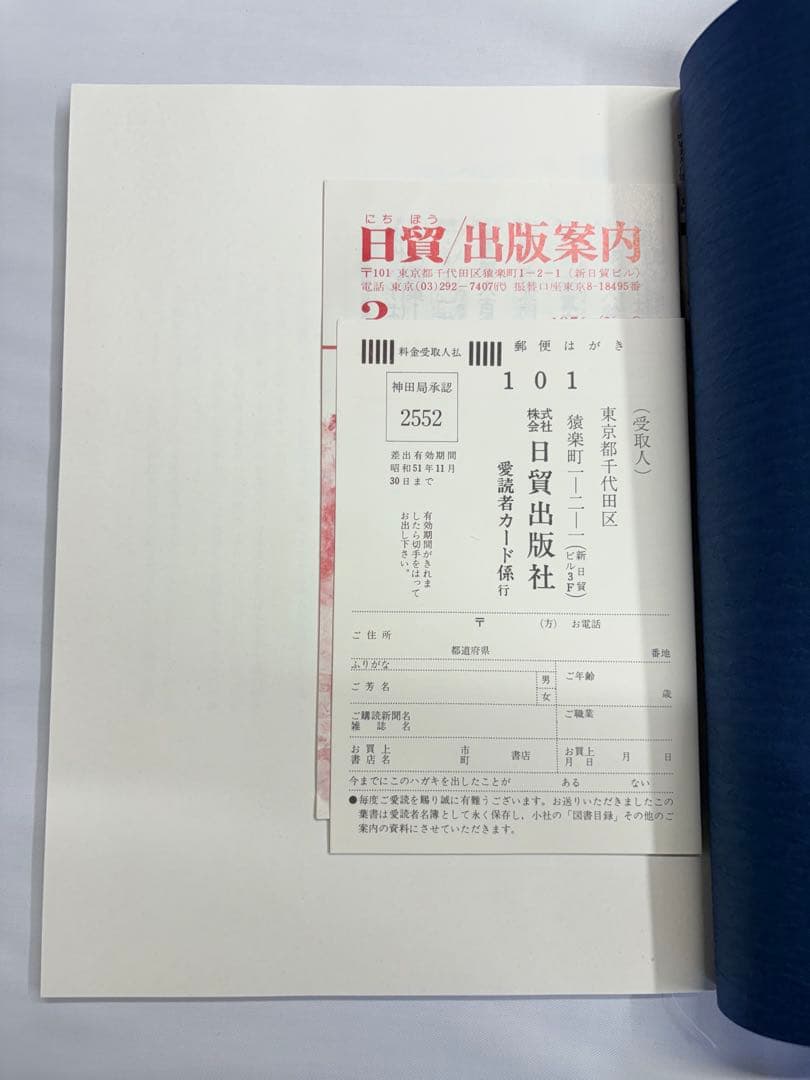 にち ぼう
日貿/出版案内
〒101 東京都千代田区猿楽町1-2-1 (新日貿ビル)
電話 東京(03)292-7407㈹ 振替口座東京8-18495番
料金受取人払
郵便はがき
101
神田局承認
2552
差出有効期間
昭和51年11月
30日まで
有効期間がきれま
したら切手をはって
お出し下さい。
(受取人)
東京都千代田区
猿楽町一―二―一(新日貿ビル3F)
株式会社 日貿出版社
愛読者カード係 行
〒 (方) お電話
ご住所
都道府県 番地
ふりがな
ご芳名
男
女
ご年齢
歳
ご購読新聞名
雑誌名
ご職業
お買上
書店名
市
町
書店
お買上
月日
月 日
今までにこのハガキを出したことが ある ない
●毎度ご愛読を賜り誠に有難うございます。お送りいただきましたこの
葉書は愛読者名簿として永く保存し、小社の「図書目録」その他のご
案内の資料にさせていただきます。